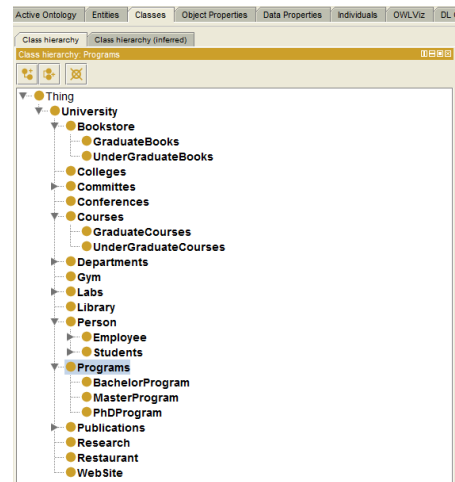 Active Ontology Entities Classes Object Properties Data Properties Individuals OWLViz DL
Class hierarchy Class hierarchy (inferred)
Class hierarchy: Programs
Thing
University
Bookstore
GraduateBooks
UnderGraduateBooks
Colleges
Committes
Conferences
Courses
GraduateCourses
UnderGraduateCourses
Departments
Gym
Labs
Library
Person
Employee
Students
Programs
BachelorProgram
MasterProgram
PhDProgram
Publications
Research
Restaurant
WebSite